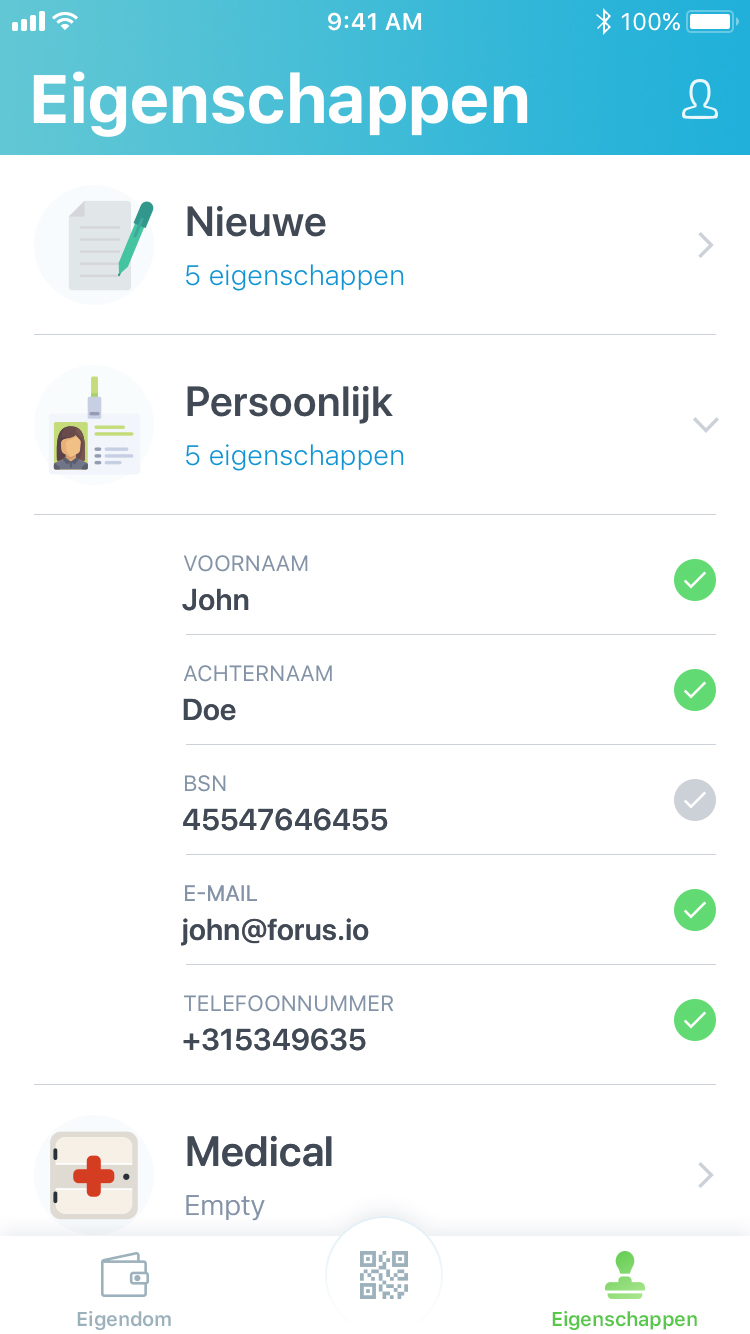 9:41 AM
100%
Eigenschappen
Nieuwe
5 eigenschappen
Persoonlijk
5 eigenschappen
VOORNAAM
John
ACHTERNAAM
Doe
BSN
45547646455
E-MAIL
john@forus.io
TELEFOONNUMMER
+315349635
Medical
Empty
Eigendom
Eigenschappen